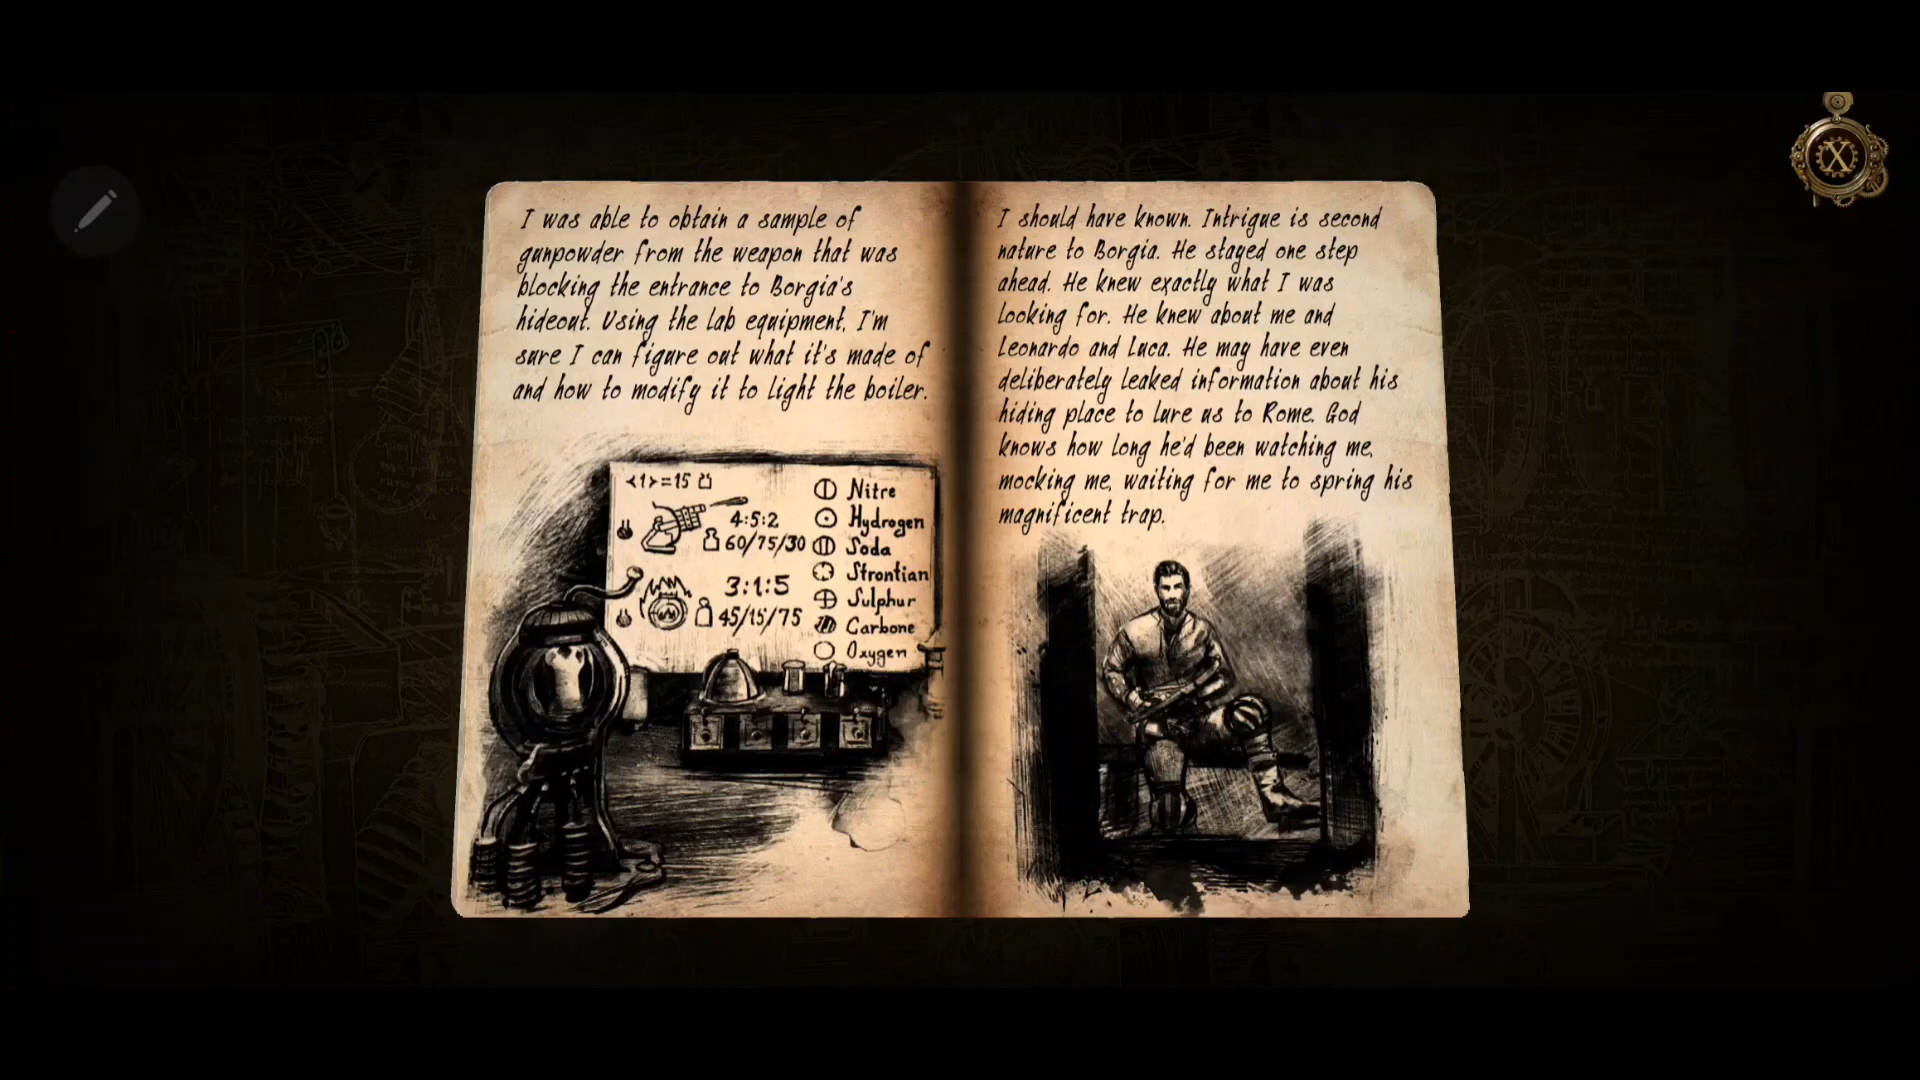 I was able to obtain a sample of
gunpowder from the weapon that was
blocking the entrance to Borgia's
hideout. Using the lab equipment, I'm
sure I can figure out what it's made of
and how to modify it to light the boiler.
<1>=15
4:5:2
60/75/30
3:1:5
45/15/75
Nitre
Hydrogen
Soda
Strontian
Sulphur
Carbone
Oxygen
I should have known. Intrigue is second
nature to Borgia. He stayed one step
ahead. He knew exactly what I was
looking for. He knew about me and
Leonardo and Luca. He may have even
deliberately leaked information about his
hiding place to lure us to Rome. God
knows how long he'd been watching me,
mocking me, waiting for me to spring his
magnificent trap.
X